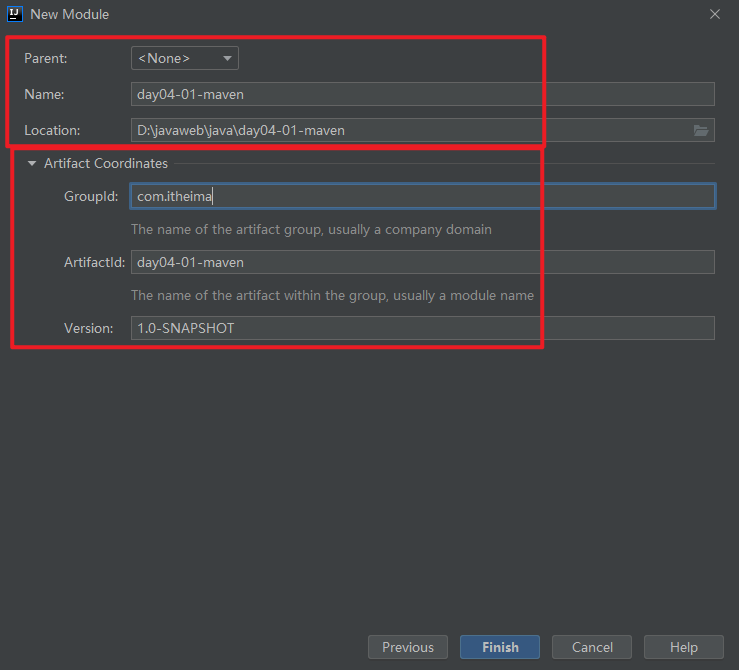 IJ New Module
Parent: <None>
Name: day04-01-maven
Location: D:\javaweb\java\day04-01-maven
Artifact Coordinates
GroupId: com.itheima
The name of the artifact group, usually a company domain
ArtifactId: day04-01-maven
The name of the artifact within the group, usually a module name
Version: 1.0-SNAPSHOT
Previous Finish Cancel Help